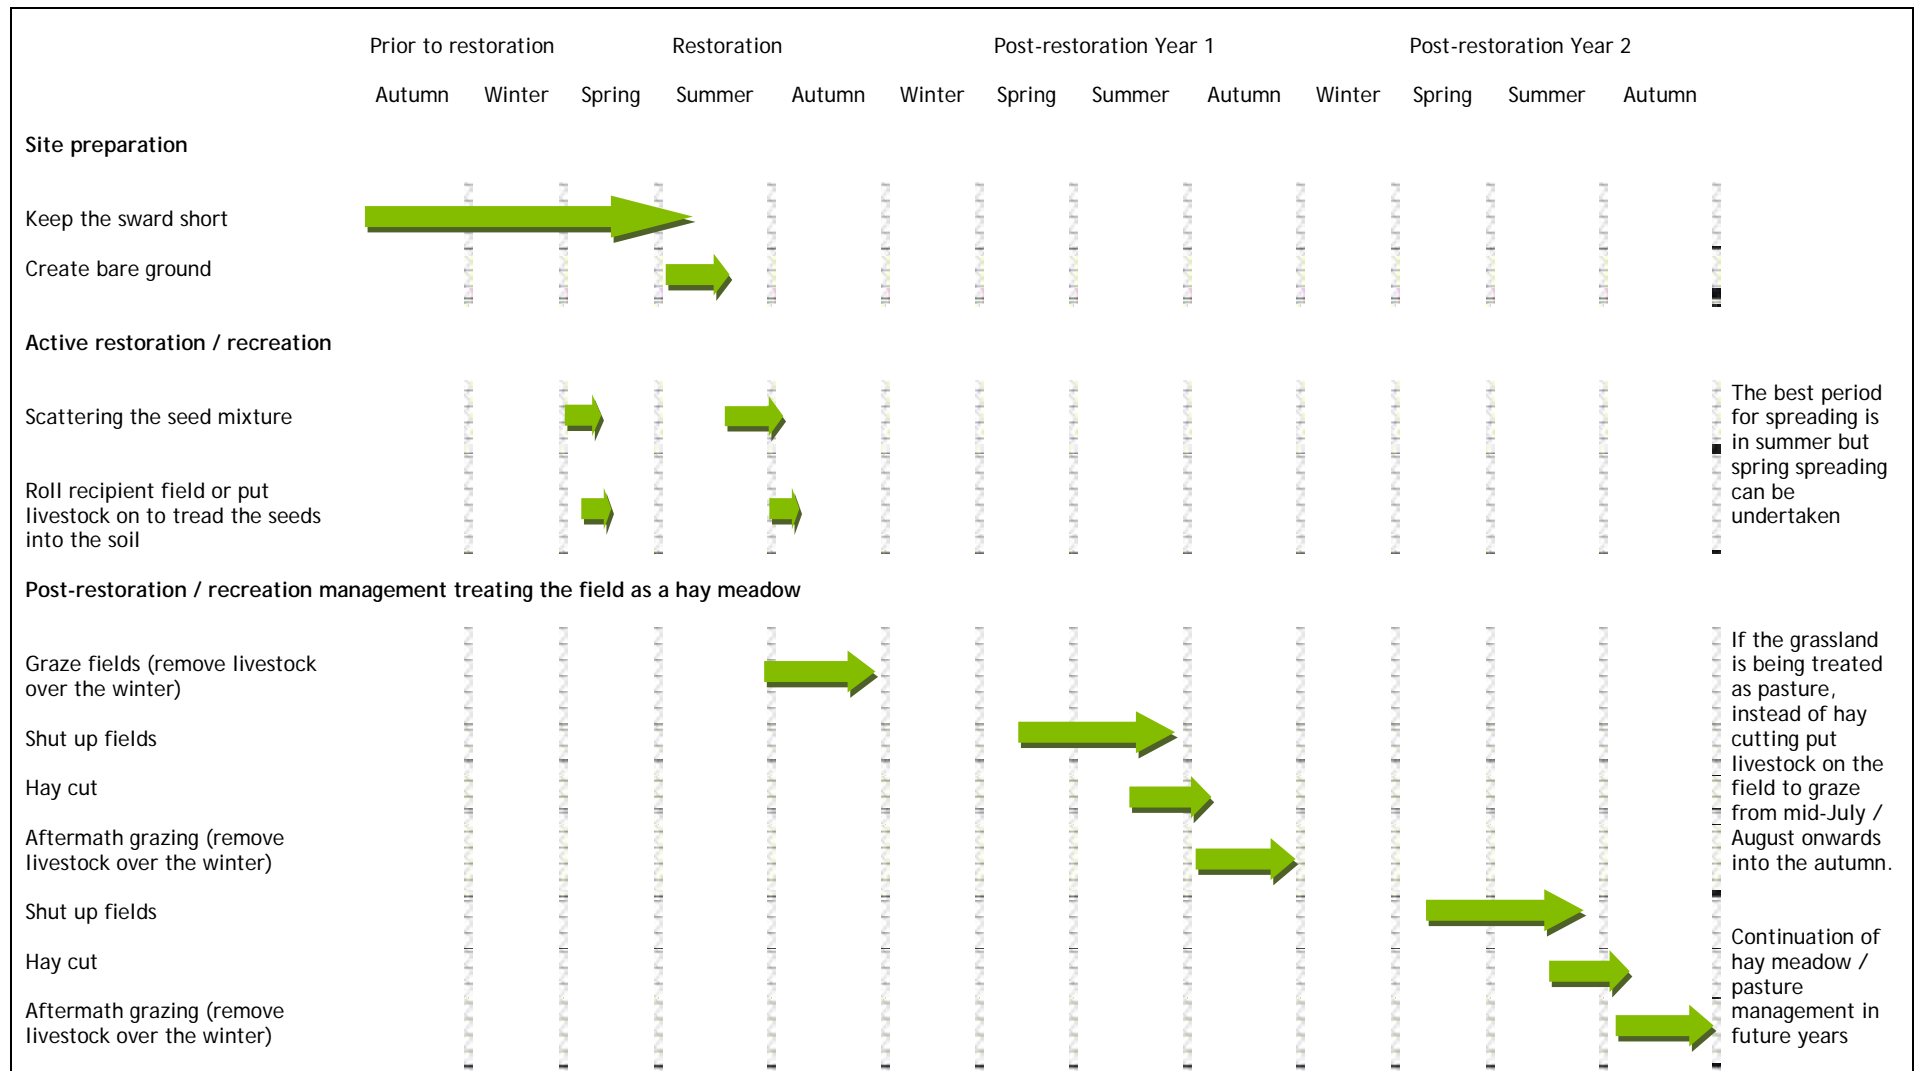 Prior to restoration Restoration Post-restoration Year 1 Post-restoration Year 2
Autumn Winter Spring Summer Autumn Winter Spring Summer Autumn Winter Spring Summer Autumn
Site preparation
Keep the sward short
Create bare ground
Active restoration / recreation
Scattering the seed mixture
Roll recipient field or put
livestock on to tread the seeds
into the soil
The best period
for spreading is
in summer but
spring spreading
can be
undertaken
Post-restoration / recreation management treating the field as a hay meadow
Graze fields (remove livestock
over the winter)
Shut up fields
Hay cut
Aftermath grazing (remove
livestock over the winter)
If the grassland
is being treated
as pasture,
instead of hay
cutting put
livestock on the
field to graze
from mid-July /
August onwards
into the autumn.
Shut up fields
Hay cut
Aftermath grazing (remove
livestock over the winter)
Continuation of
hay meadow /
pasture
management in
future years